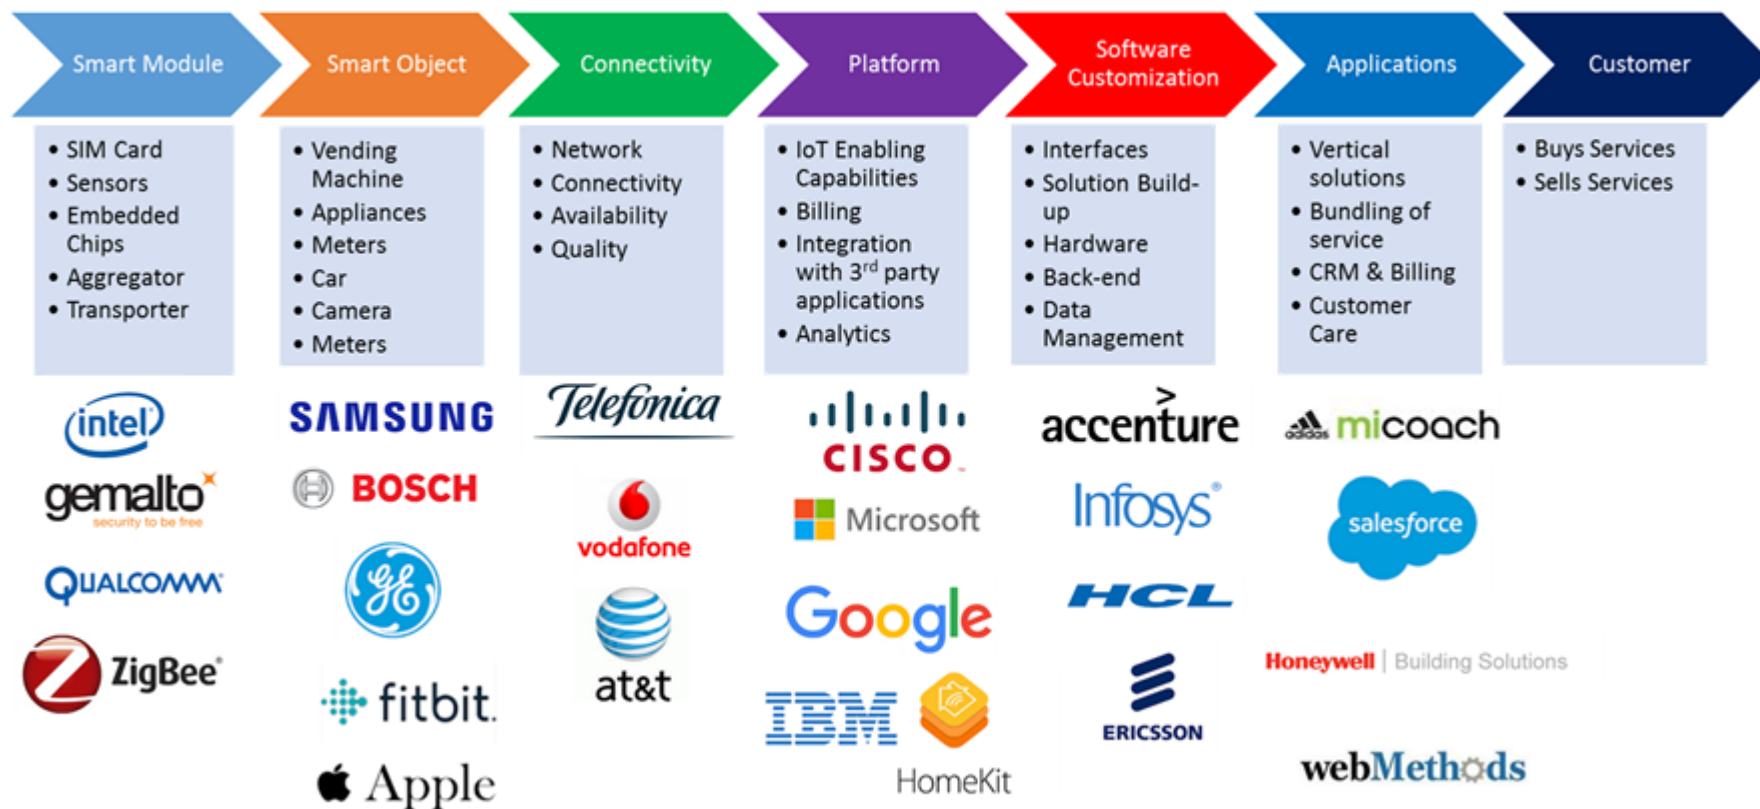 Smart Module
Smart Object
Connectivity
Platform
Software
Customization
Applications
Customer
• SIM Card
• Sensors
• Embedded
Chips
• Aggregator
• Transporter
• Vending
Machine
• Appliances
• Meters
• Car
• Camera
• Meters
• Network
• Connectivity
• Availability
• Quality
• IoT Enabling
Capabilities
• Billing
• Integration
with 3rd party
applications
• Analytics
• Interfaces
• Solution Build-
up
• Hardware
• Back-end
• Data
Management
• Vertical
solutions
• Bundling of
service
• CRM & Billing
• Customer
Care
• Buys Services
• Sells Services
intel
gemalto
security to be free
QUALCOMM®
ZigBee®
SAMSUNG
BOSCH
GE
fitbit.
Apple
Telefónica
vodafone
at&t
CISCO™
Microsoft
Google
IBM
HomeKit
accenture
Infosys®
HCL
ERICSSON
adidas micoach
salesforce
Honeywell | Building Solutions
webMethods